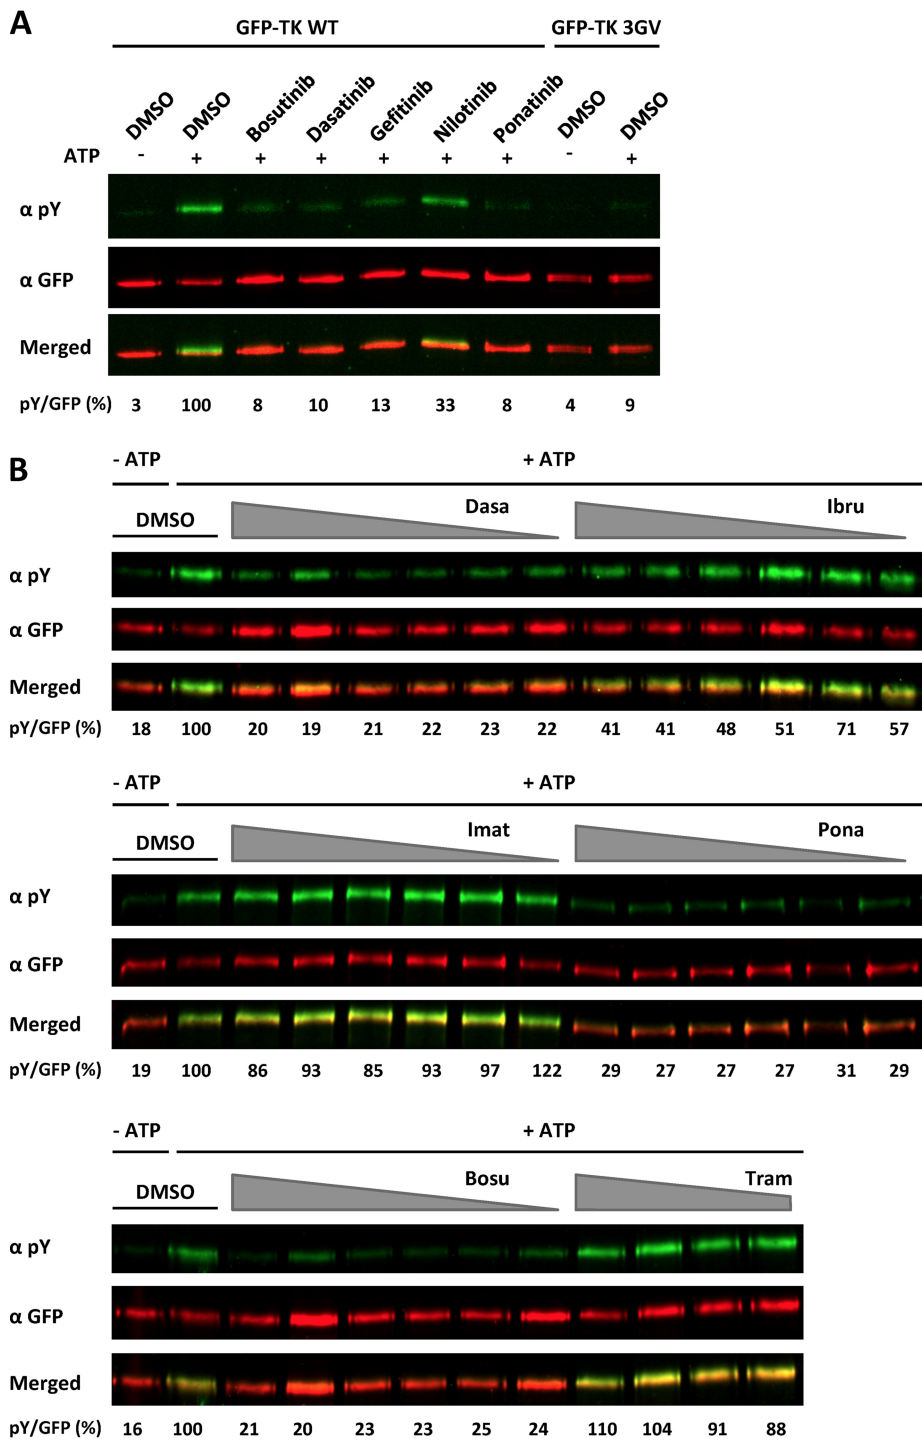 A
GFP-TK WT GFP-TK 3GV
DMSO DMSO Bosutinib Dasatinib Gefitinib Nilotinib Ponatinib DMSO DMSO
ATP - + + + + + + - +
α pY
α GFP
Merged
pY/GFP (%) 3 100 8 10 13 33 8 4 9
B
- ATP + ATP
DMSO Dasa Ibru
α pY
α GFP
Merged
pY/GFP (%) 18 100 20 19 21 22 23 22 41 41 48 51 71 57
- ATP + ATP
DMSO Imat Pona
α pY
α GFP
Merged
pY/GFP (%) 19 100 86 93 85 93 97 122 29 27 27 27 31 29
- ATP + ATP
DMSO Bosu Tram
α pY
α GFP
Merged
pY/GFP (%) 16 100 21 20 23 23 25 24 110 104 91 88